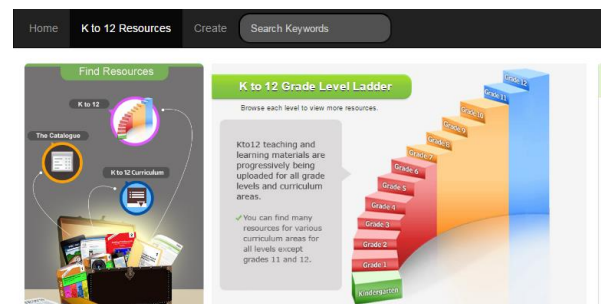 Home
K to 12 Resources
Create
Search Keywords
Find Resources
K to 12
The Catalogue
K to 12 Curriculum
K to 12 Grade Level Ladder
Browse each level to view more resources.
Kto12 teaching and
learning materials are
progressively being
uploaded for all grade
levels and curriculum
areas.
You can find many
resources for various
curriculum areas for
all levels except
grades 11 and 12.
Grade 12
Grade 11
Grade 10
Grade 9
Grade 8
Grade 7
Grade 6
Grade 5
Grade 4
Grade 3
Grade 2
Grade 1
Kindergarten